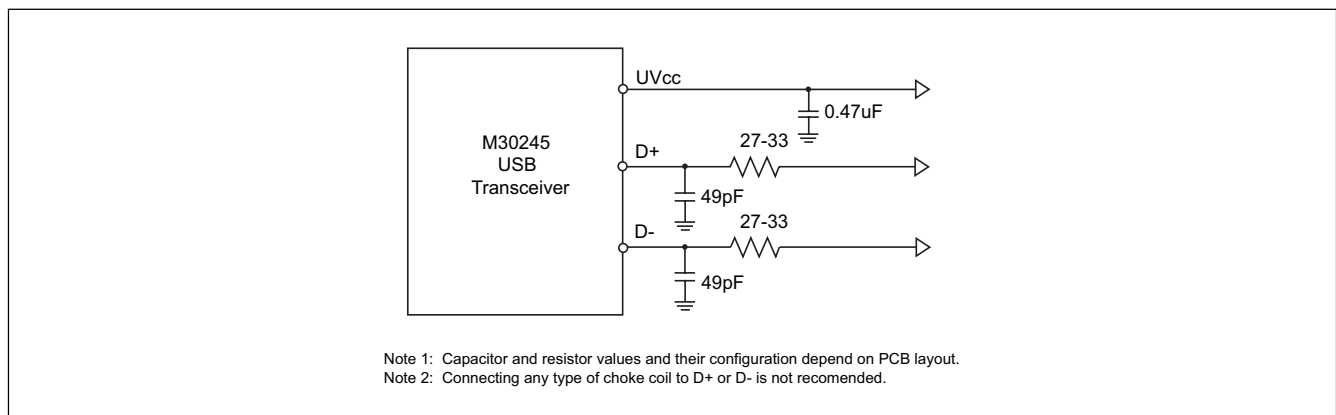 UVcc
0.47uF
M30245
USB
Transceiver
D+
27-33
49pF
D-
27-33
49pF
Note 1: Capacitor and resistor values and their configuration depend on PCB layout.
Note 2: Connecting any type of choke coil to D+ or D- is not recomended.